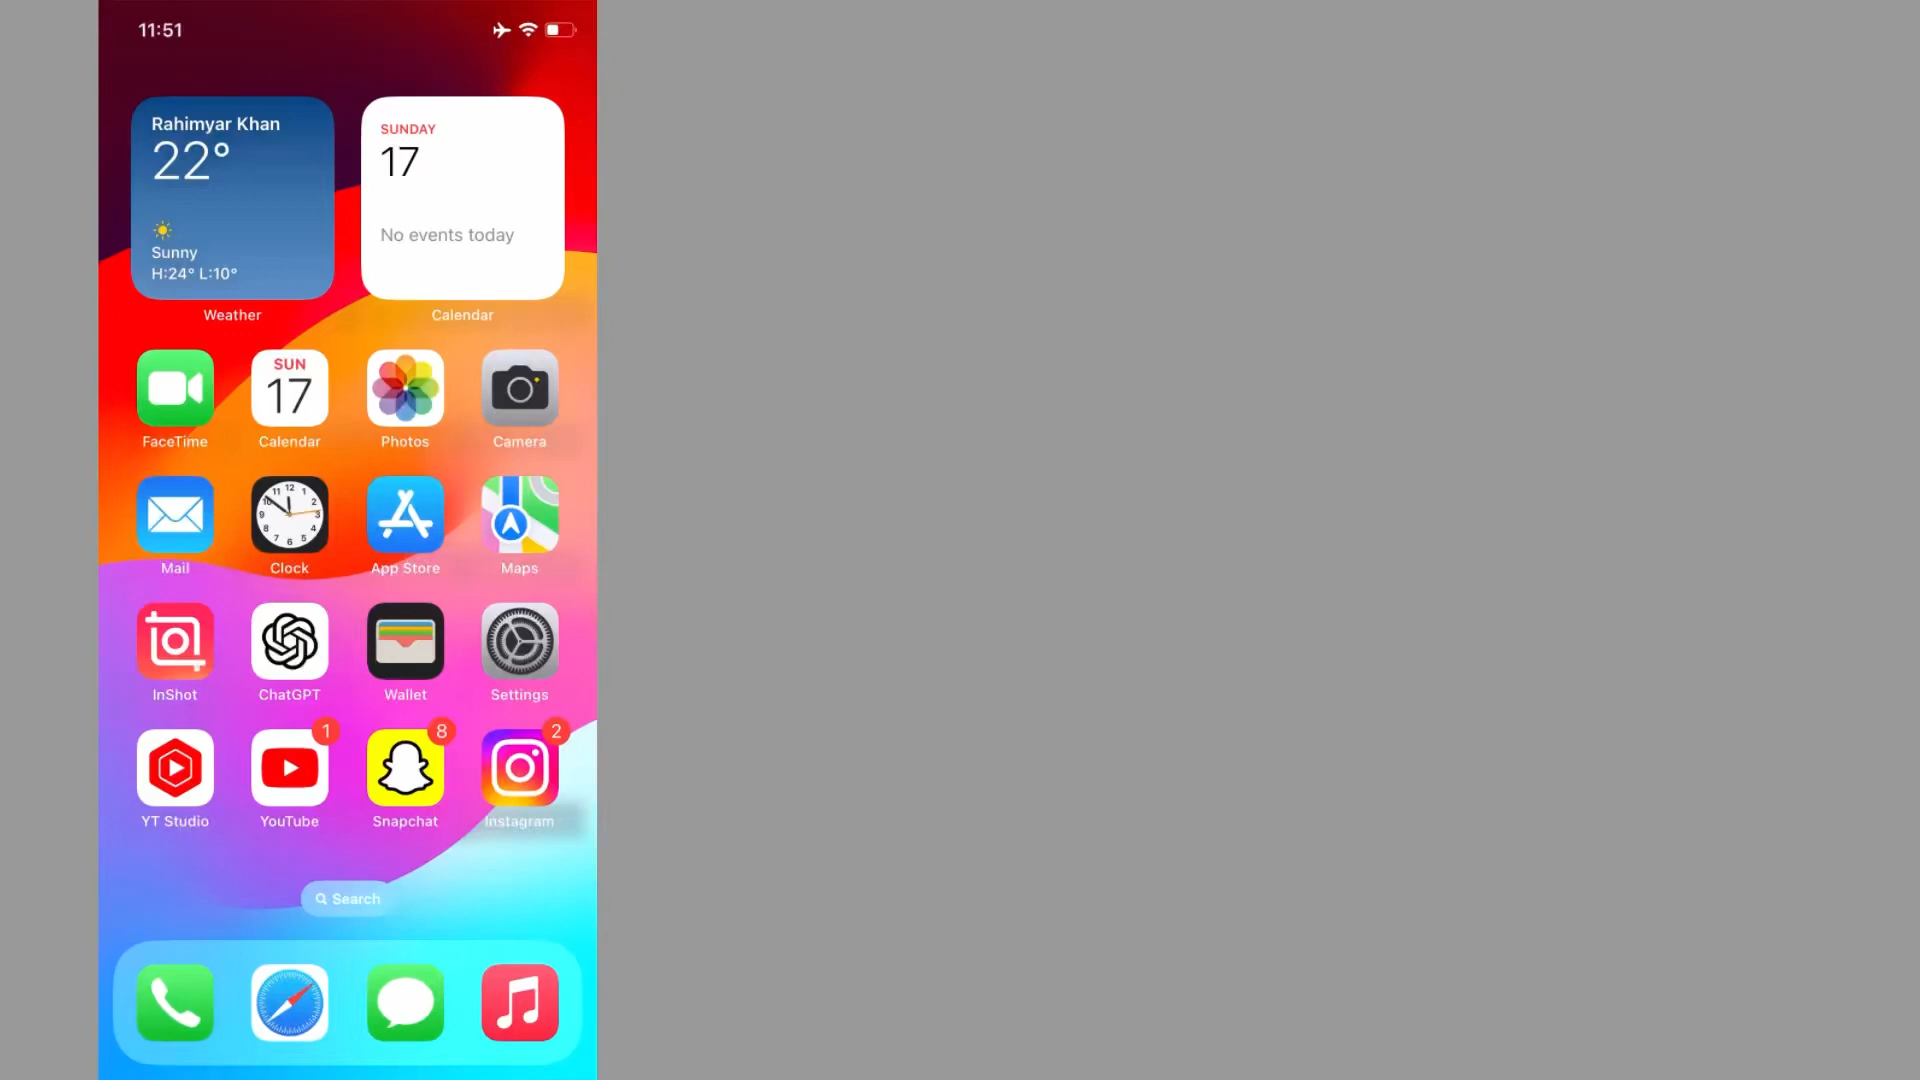 11:51
Rahimyar Khan
22°
Sunny
H:24° L:10°
Weather
SUNDAY
17
No events today
Calendar
FaceTime
SUN
17
Calendar
Photos
Camera
Mail
Clock
App Store
Maps
InShot
ChatGPT
Wallet
Settings
YT Studio
1
YouTube
8
Snapchat
2
Instagram
Search